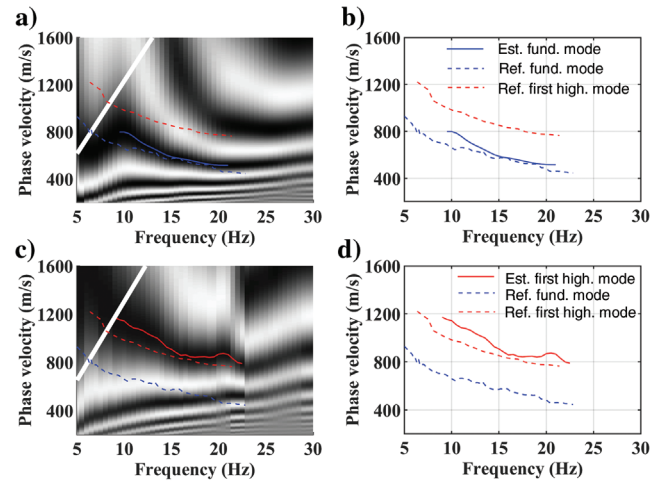 a)
Phase velocity (m/s)
1600
1200
800
400
5 10 15 20 25 30
Frequency (Hz)
b)
Phase velocity (m/s)
1600
1200
800
400
Est. fund. mode
Ref. fund. mode
Ref. first high. mode
5 10 15 20 25 30
Frequency (Hz)
c)
Phase velocity (m/s)
1600
1200
800
400
5 10 15 20 25 30
Frequency (Hz)
d)
Phase velocity (m/s)
1600
1200
800
400
Est. first high. mode
Ref. fund. mode
Ref. first high. mode
5 10 15 20 25 30
Frequency (Hz)